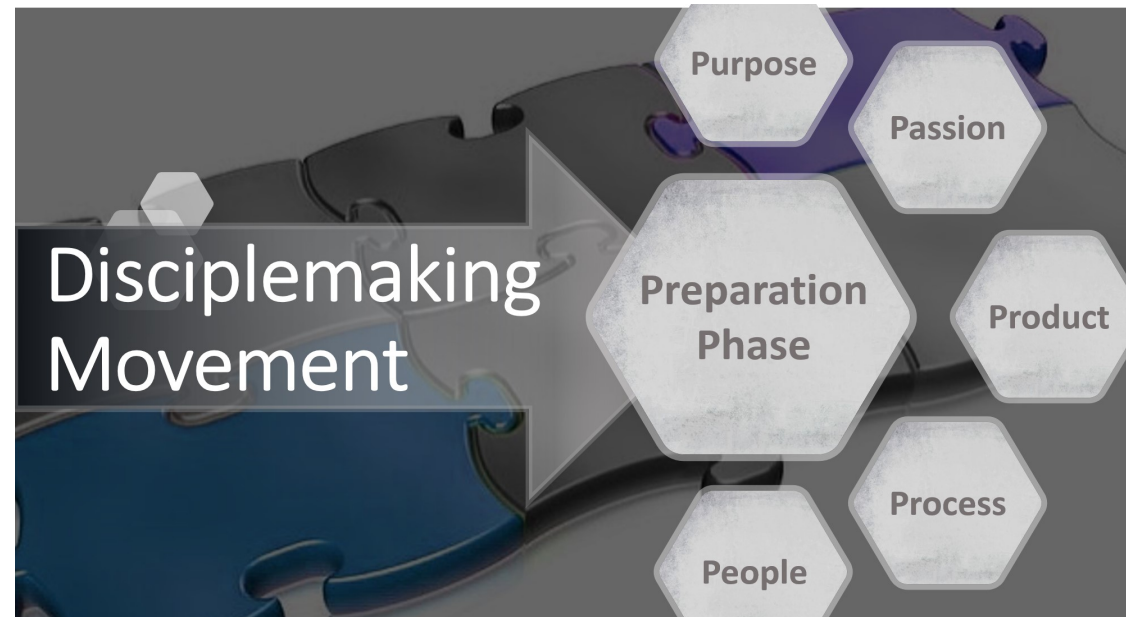 Disciplemaking
Movement
Preparation
Phase
Purpose
Passion
Product
Process
People